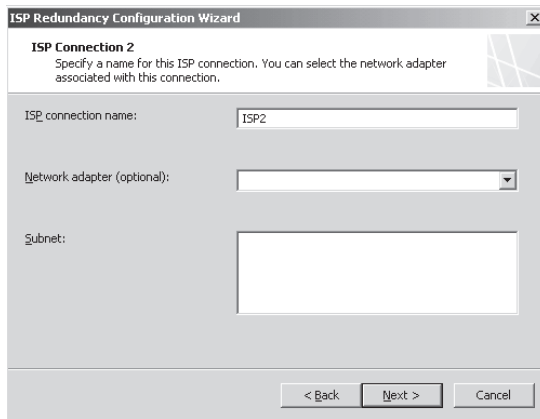 ISP Redundancy Configuration Wizard
ISP Connection 2
Specify a name for this ISP connection. You can select the network adapter
associated with this connection.
ISP connection name:
ISP2
Network adapter (optional):
Subnet:
< Back
Next >
Cancel